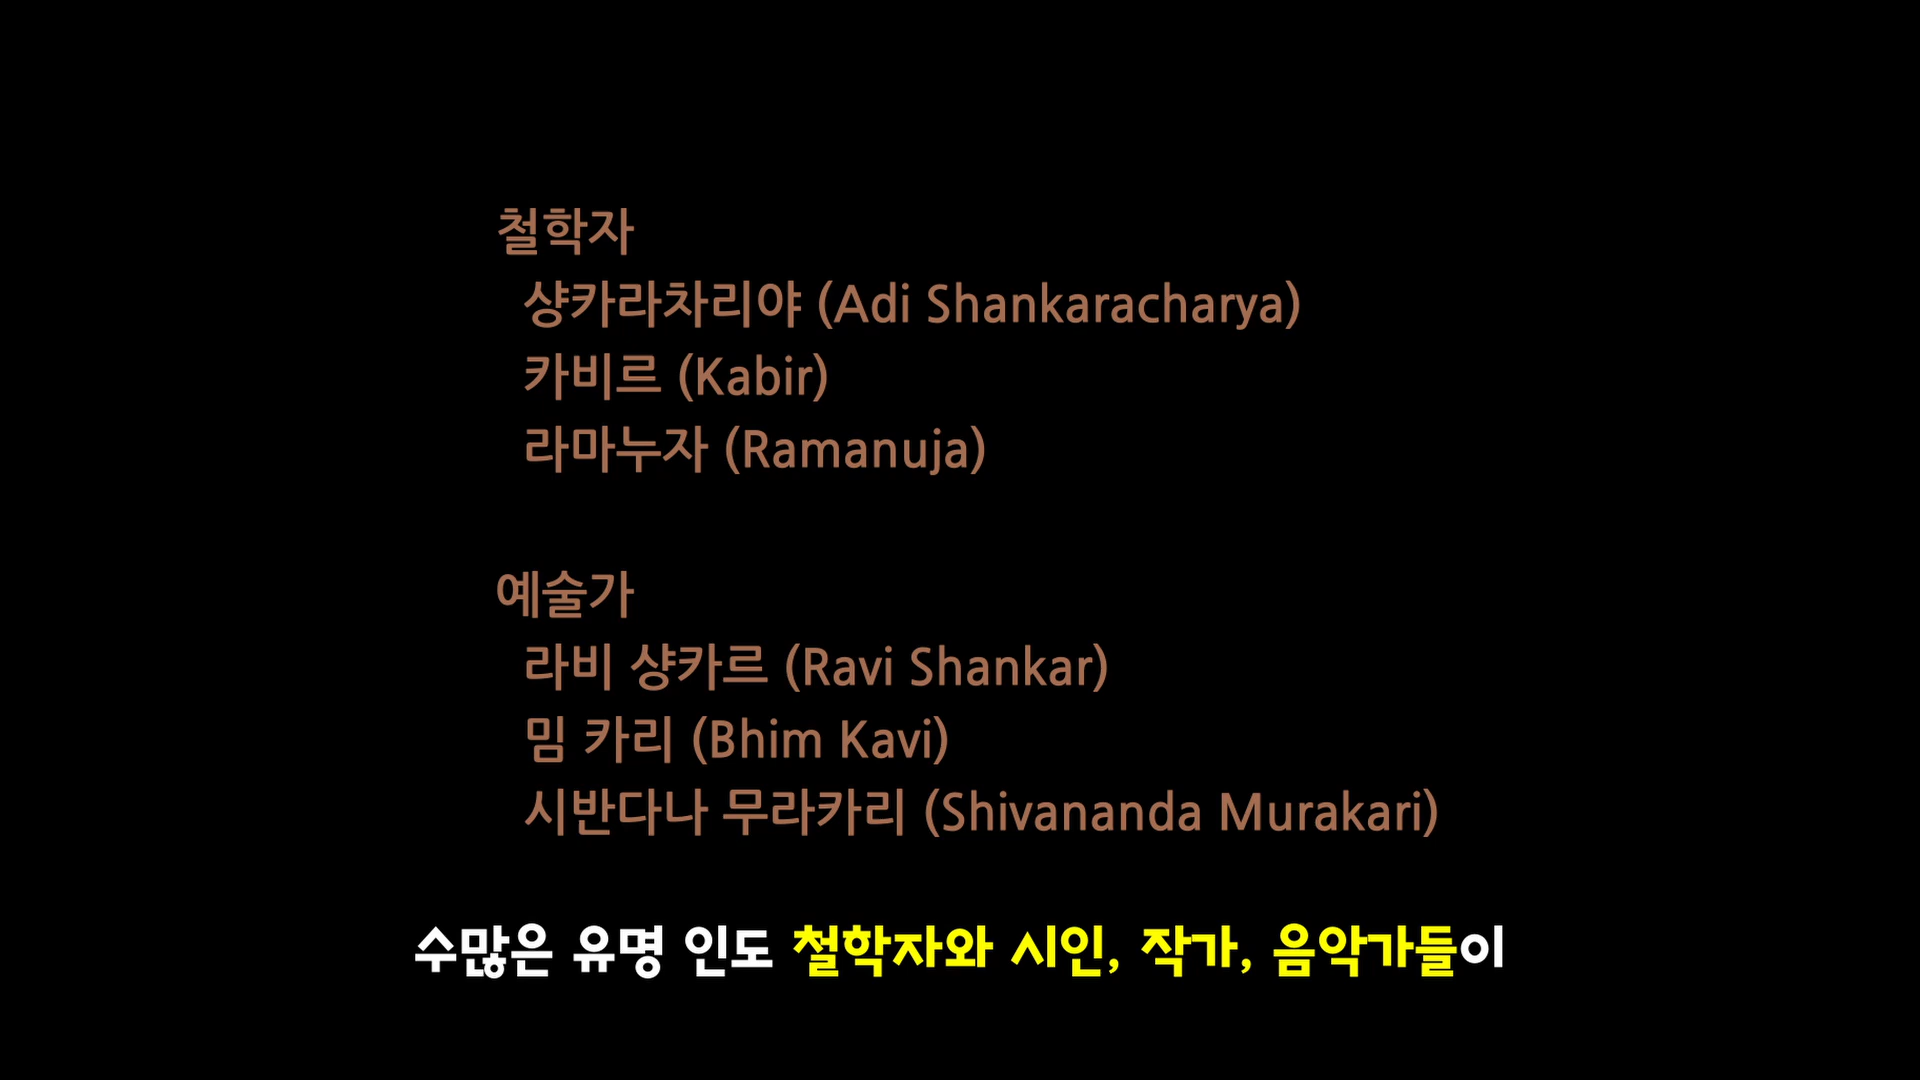 철학자
샹카라차리야 (Adi Shankaracharya)
카비르 (Kabir)
라마누자 (Ramanuja)
예술가
라비 샹카르 (Ravi Shankar)
밈 카리 (Bhim Kavi)
시반다나 무라카리 (Shivananda Murakari)
수많은 유명 인도 철학자와 시인, 작가, 음악가들이